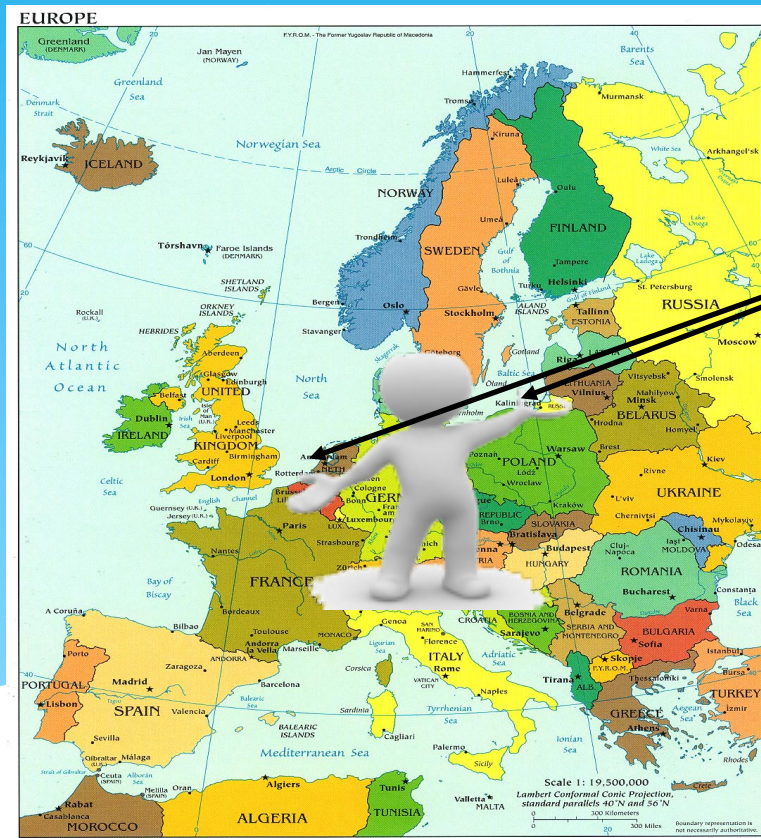 EUROPE
Greenland
(DENMARK)
F.Y.R.O.M. - The Former Yugoslav Republic of Macedonia
Jan Mayen
(NORWAY)
Barents
Sea
Hammerfest
Greenland
Sea
Tromsø
Murmansk
Denmark
Strait
Kiruna
White Sea
Norwegian Sea
Arkhangel'sk
Reykjavík
ICELAND
Arctic Circle
Luleå
Oulu
NORWAY
Umeå
FINLAND
Lake
Onega
Trondheim
Tórshavn
Faroe Islands
(DENMARK)
SWEDEN
Gulf
of
Bothnia
Lake
Ladoga
Tampere
SHETLAND
ISLANDS
Gävle
Turku
Helsinki
St. Petersburg
Rockall
(U.K.)
ORKNEY
ISLANDS
Bergen
Oslo
Stockholm
ALAND
ISLANDS
Gulf of Finland
Tallinn
ESTONIA
RUSSIA
HEBRIDES
Stavanger
Moscow
North
Atlantic
Ocean
Aberdeen
Skagerrak
Göteborg
Gotland
Riga
Glasgow
Edinburgh
North
Sea
Baltic Sea
Öland
Vitsyebsk
Smolensk
Belfast
UNITED
KINGDOM
Isle
of
Man
(U.K.)
Leeds
Manchester
Liverpool
Kaliningrad
RUSS.
Vilnius
Minsk
Mahilyow
BELARUS
Dublin
Irish
Sea
IRELAND
Birmingham
Hrodna
Homyel'
Cardiff
London
Rotterdam
NETH
Poznań
Warsaw
Brest
POLAND
Łódź
Celtic
Sea
Wrocław
Rivne
Kiev
English Channel
Cologne
Bonn
L'viv
UKRAINE
Guernsey (U.K.)
Jersey (U.K.)
Kraków
Paris
LUX.
Luxembourg
REPUBLIC
Brno
Chernivtsi
SLOVAKIA
Chisinau
Mykolayiv
Nantes
Strasbourg
Bratislava
Iaşi
MOLDOVA
Odesa
Budapest
HUNGARY
Cluj-
Napoca
Bay of
Biscay
FRANCE
ROMANIA
Bordeaux
Bucharest
Constanţa
A Coruña
Bilbao
Toulouse
Genoa
SAN
MARINO
CROATIA
BOSNIA AND
HERZEGOVINA
Belgrade
Danube
Varna
Black
Sea
Andorra
la Vella
Marseille
MONACO
Ligurian
Sea
Florence
Sarajevo
SERBIA AND
MONTENEGRO
BULGARIA
Porto
Zaragoza
ANDORRA
Corsica
ITALY
Rome
Adriatic
Sea
Sofia
Skopje
F.Y.R.O.M.
Istanbul
Madrid
Barcelona
VATICAN
CITY
Tirana
ALB.
Thessaloníki
Bursa
PORTUGAL
Naples
Lisbon
SPAIN
Valencia
Balearic
Sea
Sardinia
Tyrrhenian
Sea
GREECE
Aegean
Sea
TURKEY
İzmir
BALEARIC
ISLANDS
Cagliari
Athens
Sevilla
Mediterranean Sea
Palermo
Ionian
Sea
Gibraltar
(U.K.)
Málaga
Sicily
Rhodes
Strait of Gibraltar
Ceuta
(SPAIN)
Alborán
Sea
Algiers
Tunis
Scale 1: 19,500,000
Crete
Melilla
(SPAIN)
Oran
Valletta
MALTA
Lambert Conformal Conic Projection,
standard parallels 40°N and 56°N
Rabat
Casablanca
MOROCCO
ALGERIA
TUNISIA
0 300 Kilometers
0 300 Miles
boundary representation is
not necessarily authoritative.